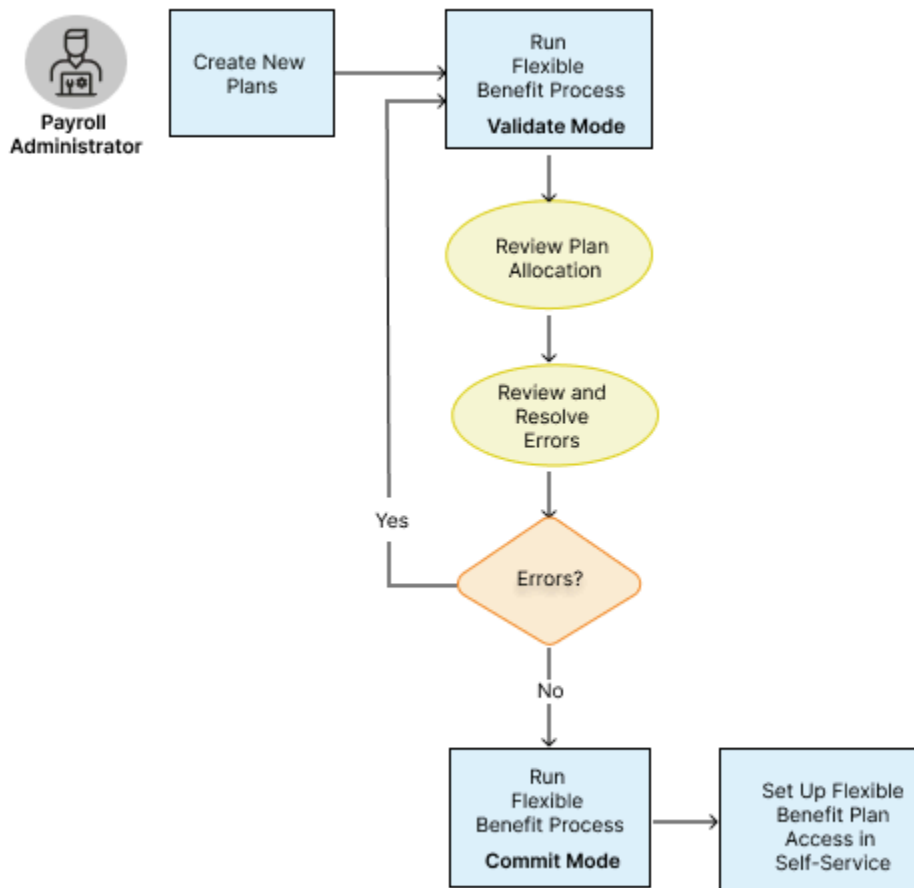 Payroll
Administrator
Create New
Plans
Run
Flexible
Benefit Process
Validate Mode
Review Plan
Allocation
Review and
Resolve
Errors
Yes
Errors?
No
Run
Flexible
Benefit Process
Commit Mode
Set Up Flexible
Benefit Plan
Access in
Self-Service